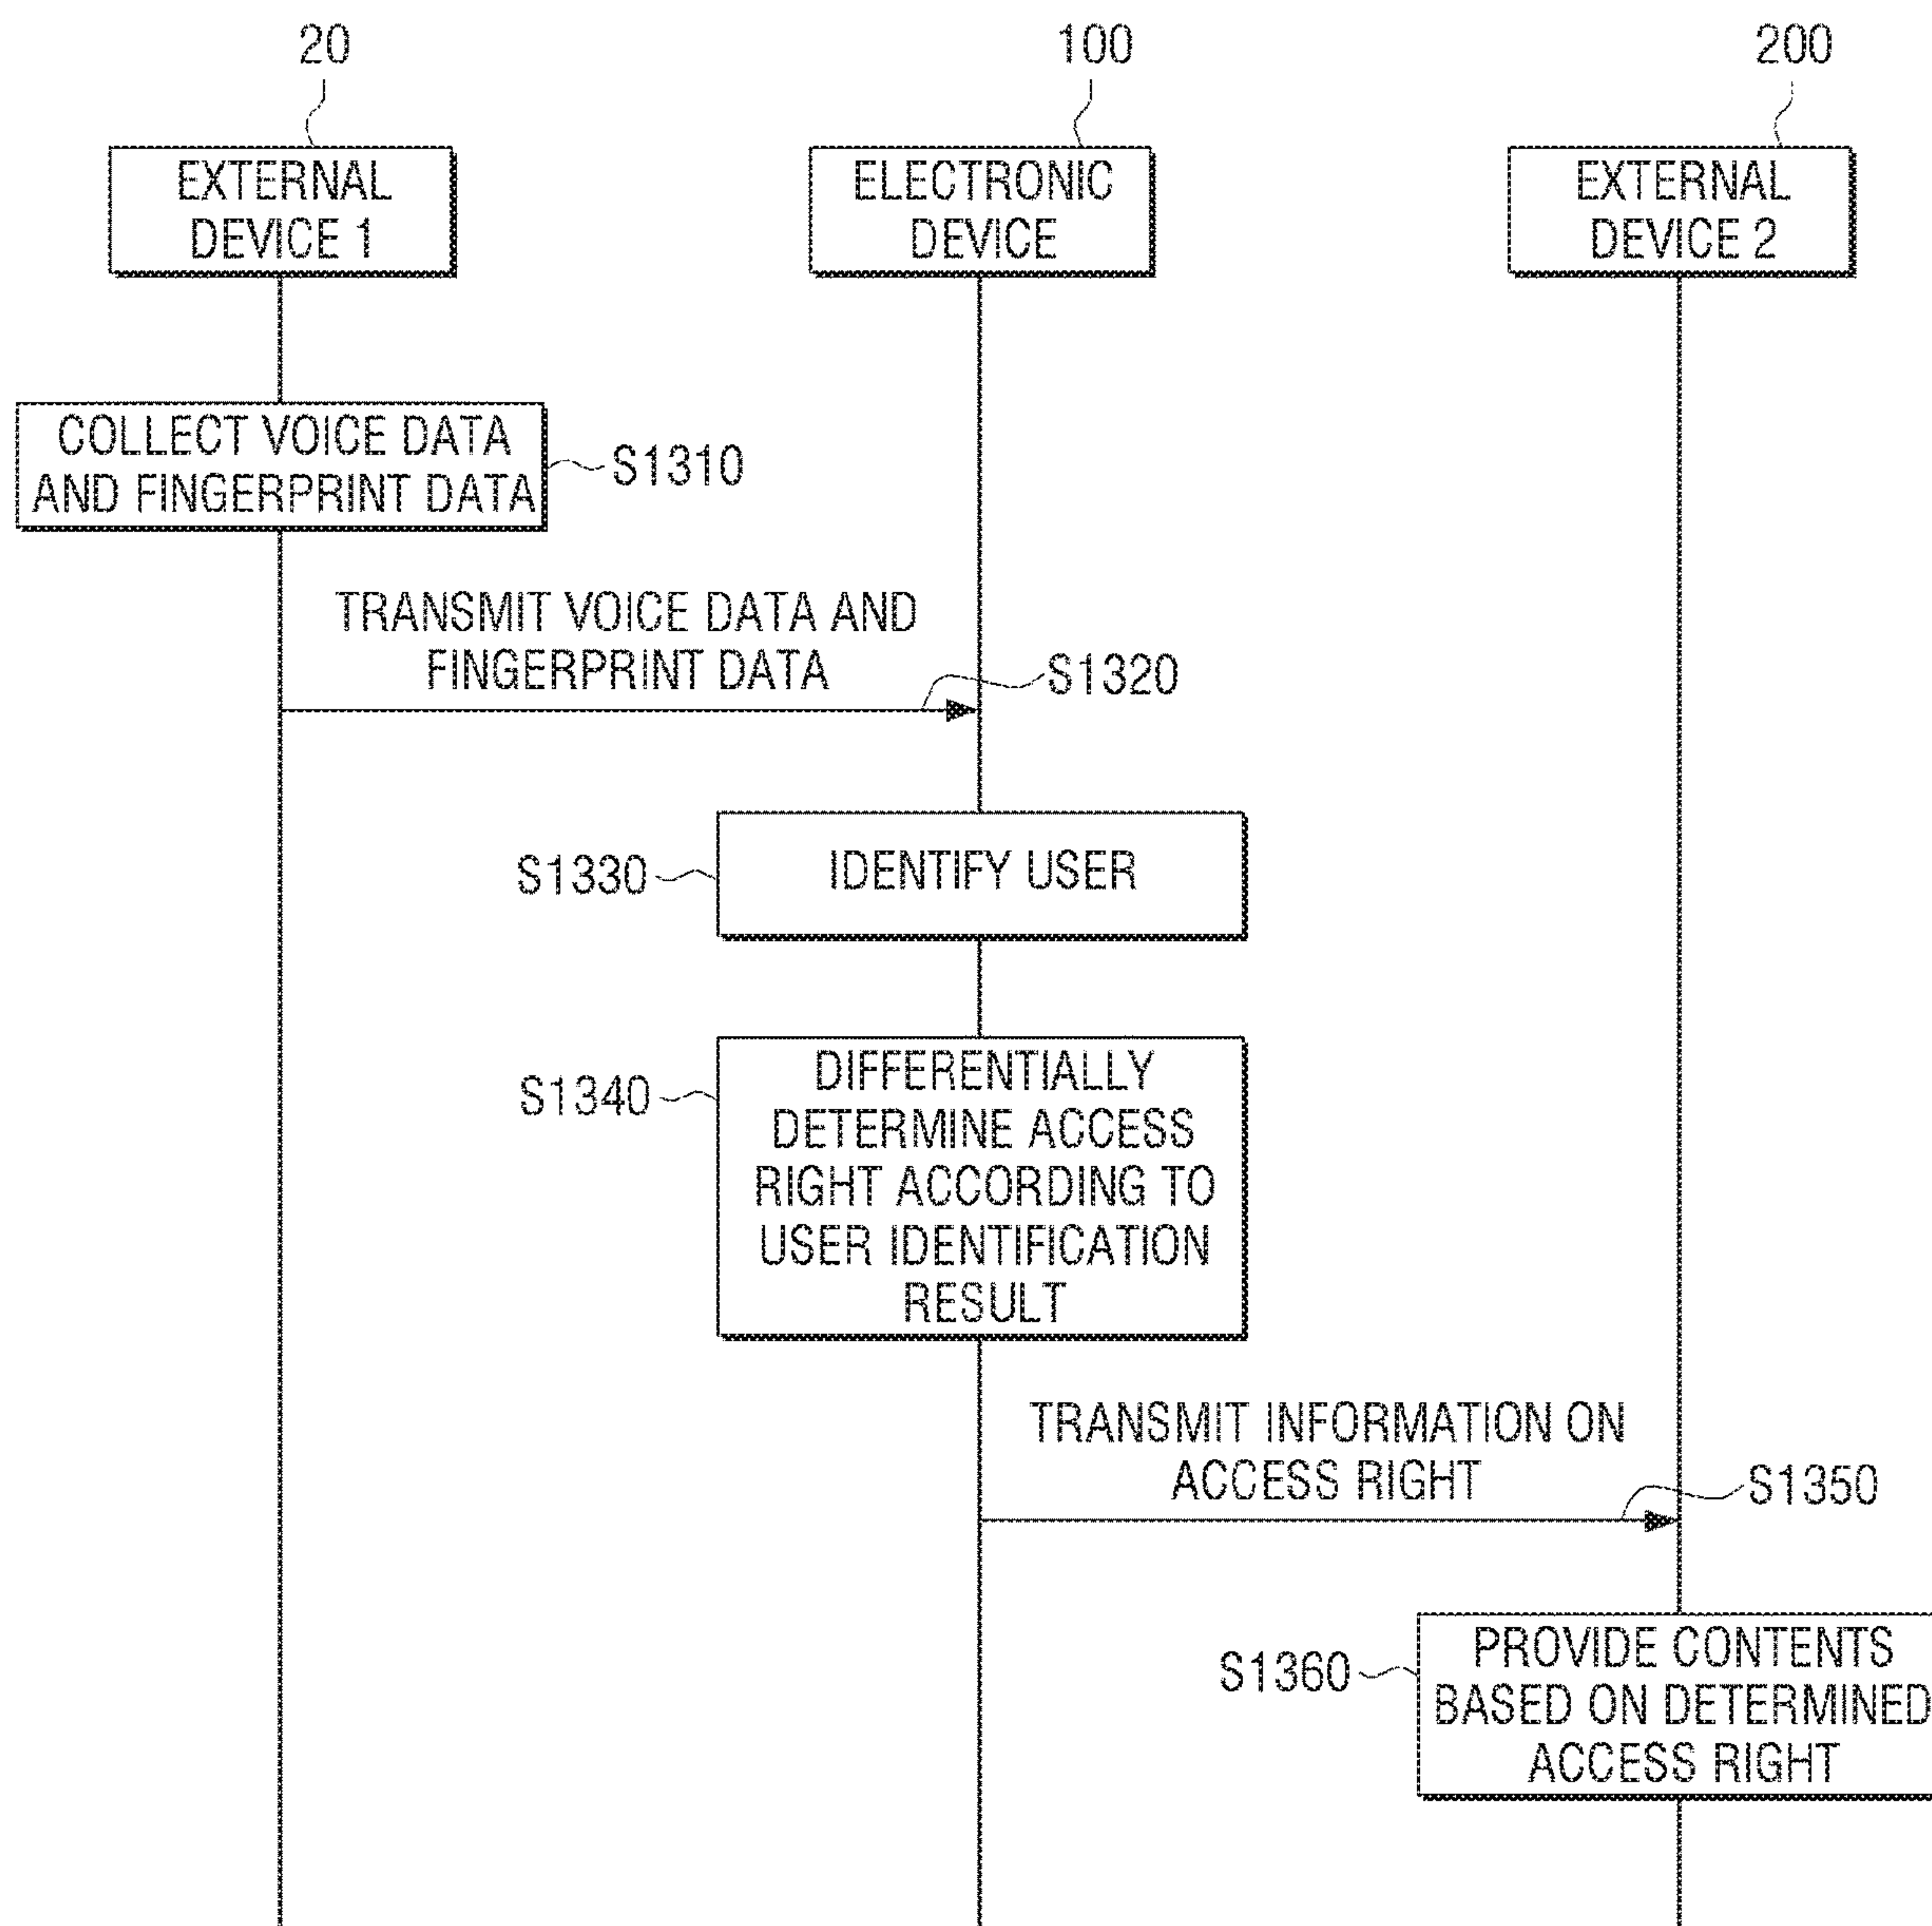 20
100
200
EXTERNAL
DEVICE 1
ELECTRONIC
DEVICE
EXTERNAL
DEVICE 2
COLLECT VOICE DATA
AND FINGERPRINT DATA
S1310
TRANSMIT VOICE DATA AND
FINGERPRINT DATA
S1320
S1330
IDENTIFY USER
S1340
DIFFERENTIALLY
DETERMINE ACCESS
RIGHT ACCORDING TO
USER IDENTIFICATION
RESULT
TRANSMIT INFORMATION ON
ACCESS RIGHT
S1350
S1360
PROVIDE CONTENTS
BASED ON DETERMINED
ACCESS RIGHT